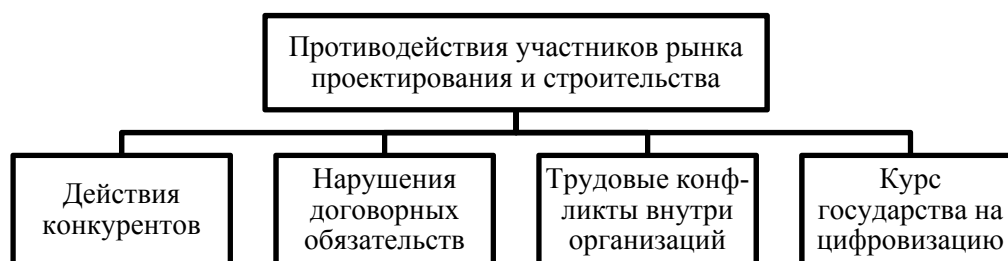 Противодействия участников рынка
проектирования и строительства
Действия
конкурентов
Нарушения
договорных
обязательств
Трудовые конф-
ликты внутри
организаций
Курс
государства на
цифровизацию